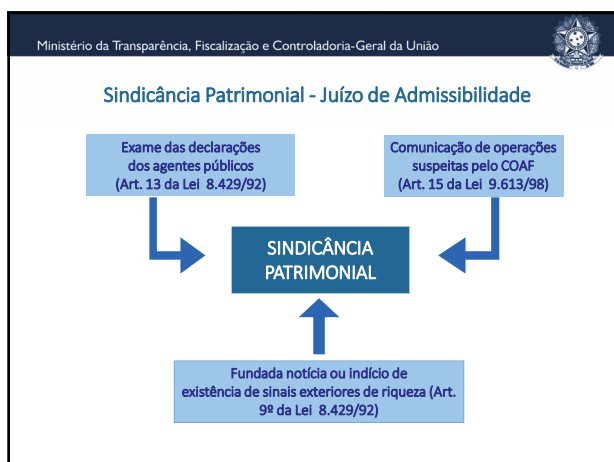 Ministério da Transparência, Fiscalização e Controladoria-Geral da União
Sindicância Patrimonial - Juízo de Admissibilidade
Exame das declarações
dos agentes públicos
(Art. 13 da Lei 8.429/92)
Comunicação de operações
suspeitas pelo COAF
(Art. 15 da Lei 9.613/98)
SINDICÂNCIA
PATRIMONIAL
Fundada notícia ou indício de
existência de sinais exteriores de riqueza (Art.
9º da Lei 8.429/92)